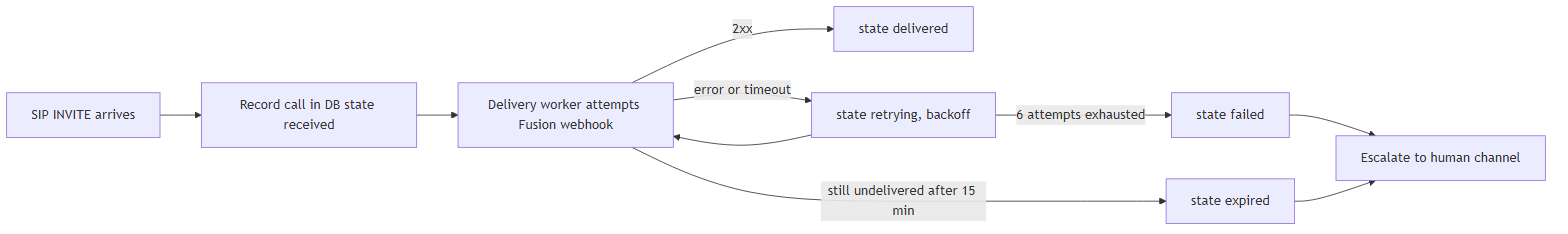 SIP INVITE arrives
Record call in DB state
received
Delivery worker attempts
Fusion webhook
2xx
state delivered
error or timeout
state retrying, backoff
6 attempts exhausted
state failed
still undelivered after 15
min
state expired
Escalate to human channel